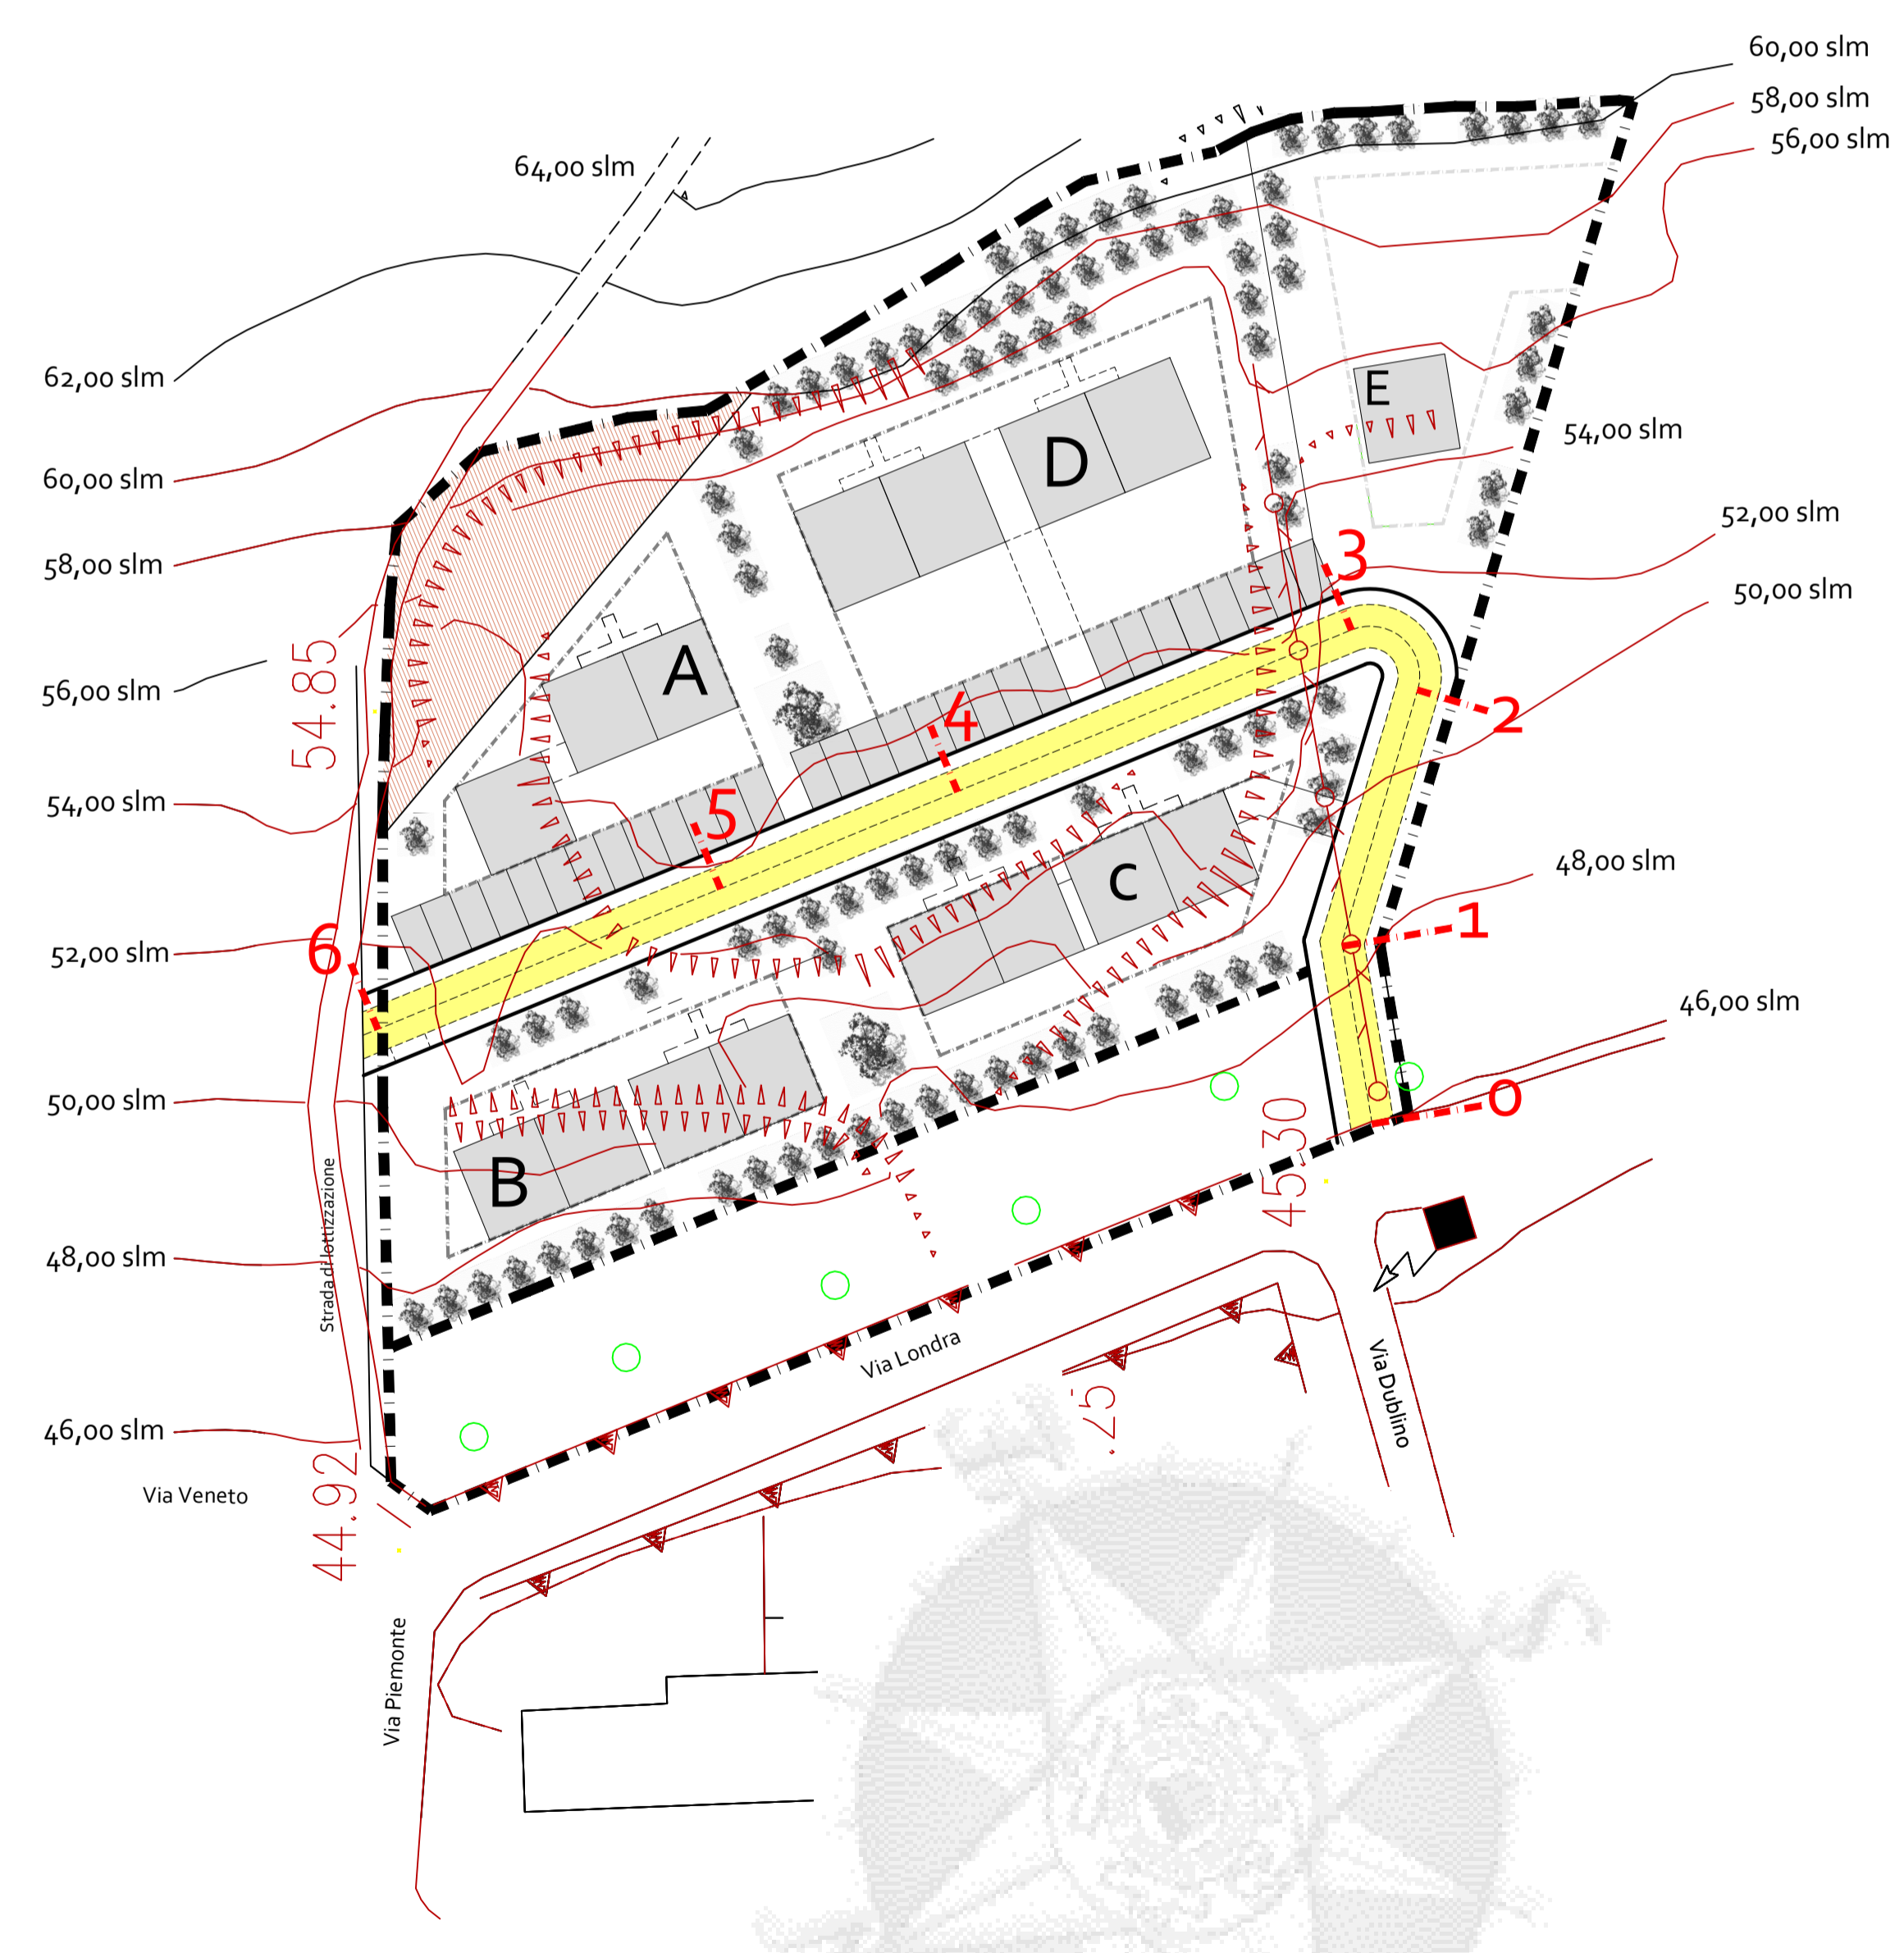 60,00 slm
58,00 slm
56,00 slm
64,00 slm
62,00 slm
60,00 slm
58,00 slm
56,00 slm
54,00 slm
52,00 slm
50,00 slm
48,00 slm
46,00 slm
54,00 slm
52,00 slm
50,00 slm
48,00 slm
46,00 slm
E
D
A
C
B
3
2
4
5
1
6
0
54.85
45.30
44.92
.25
Strada di lottizzazione
Via Londra
Via Dublino
Via Veneto
Via Piemonte